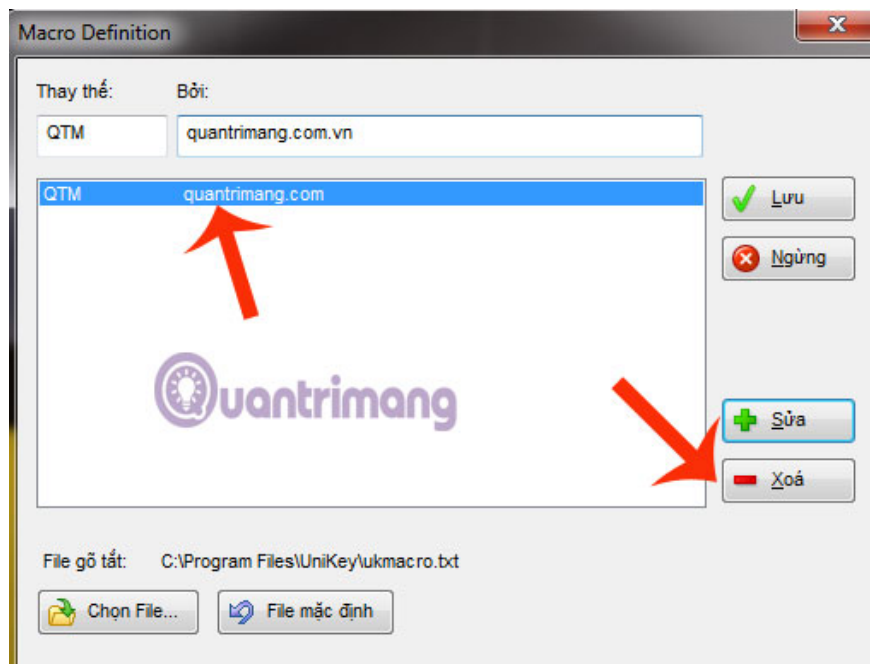 Macro Definition
Thay thế: Bởi:
QTM quantrimang.com.vn
QTM quantrimang.com
Lưu
Ngừng
Quantrimang
Sửa
Xoá
File gõ tắt: C:\Program Files\UniKey\ukmacro.txt
Chọn File... File mặc định